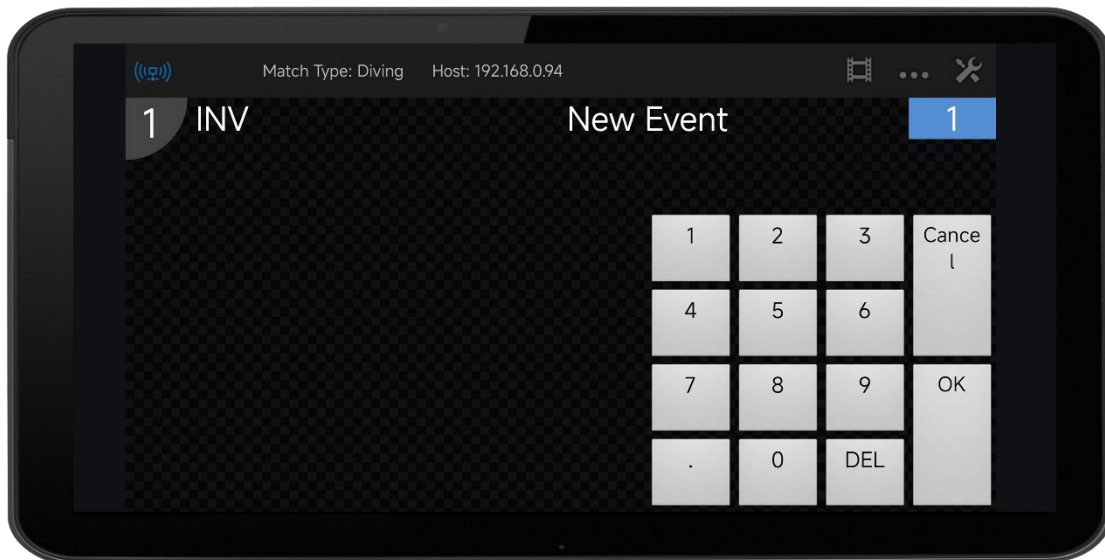 Match Type: Diving Host: 192.168.0.94
1 INV New Event 1
1 2 3 Cance
l
4 5 6
7 8 9 OK
. 0 DEL